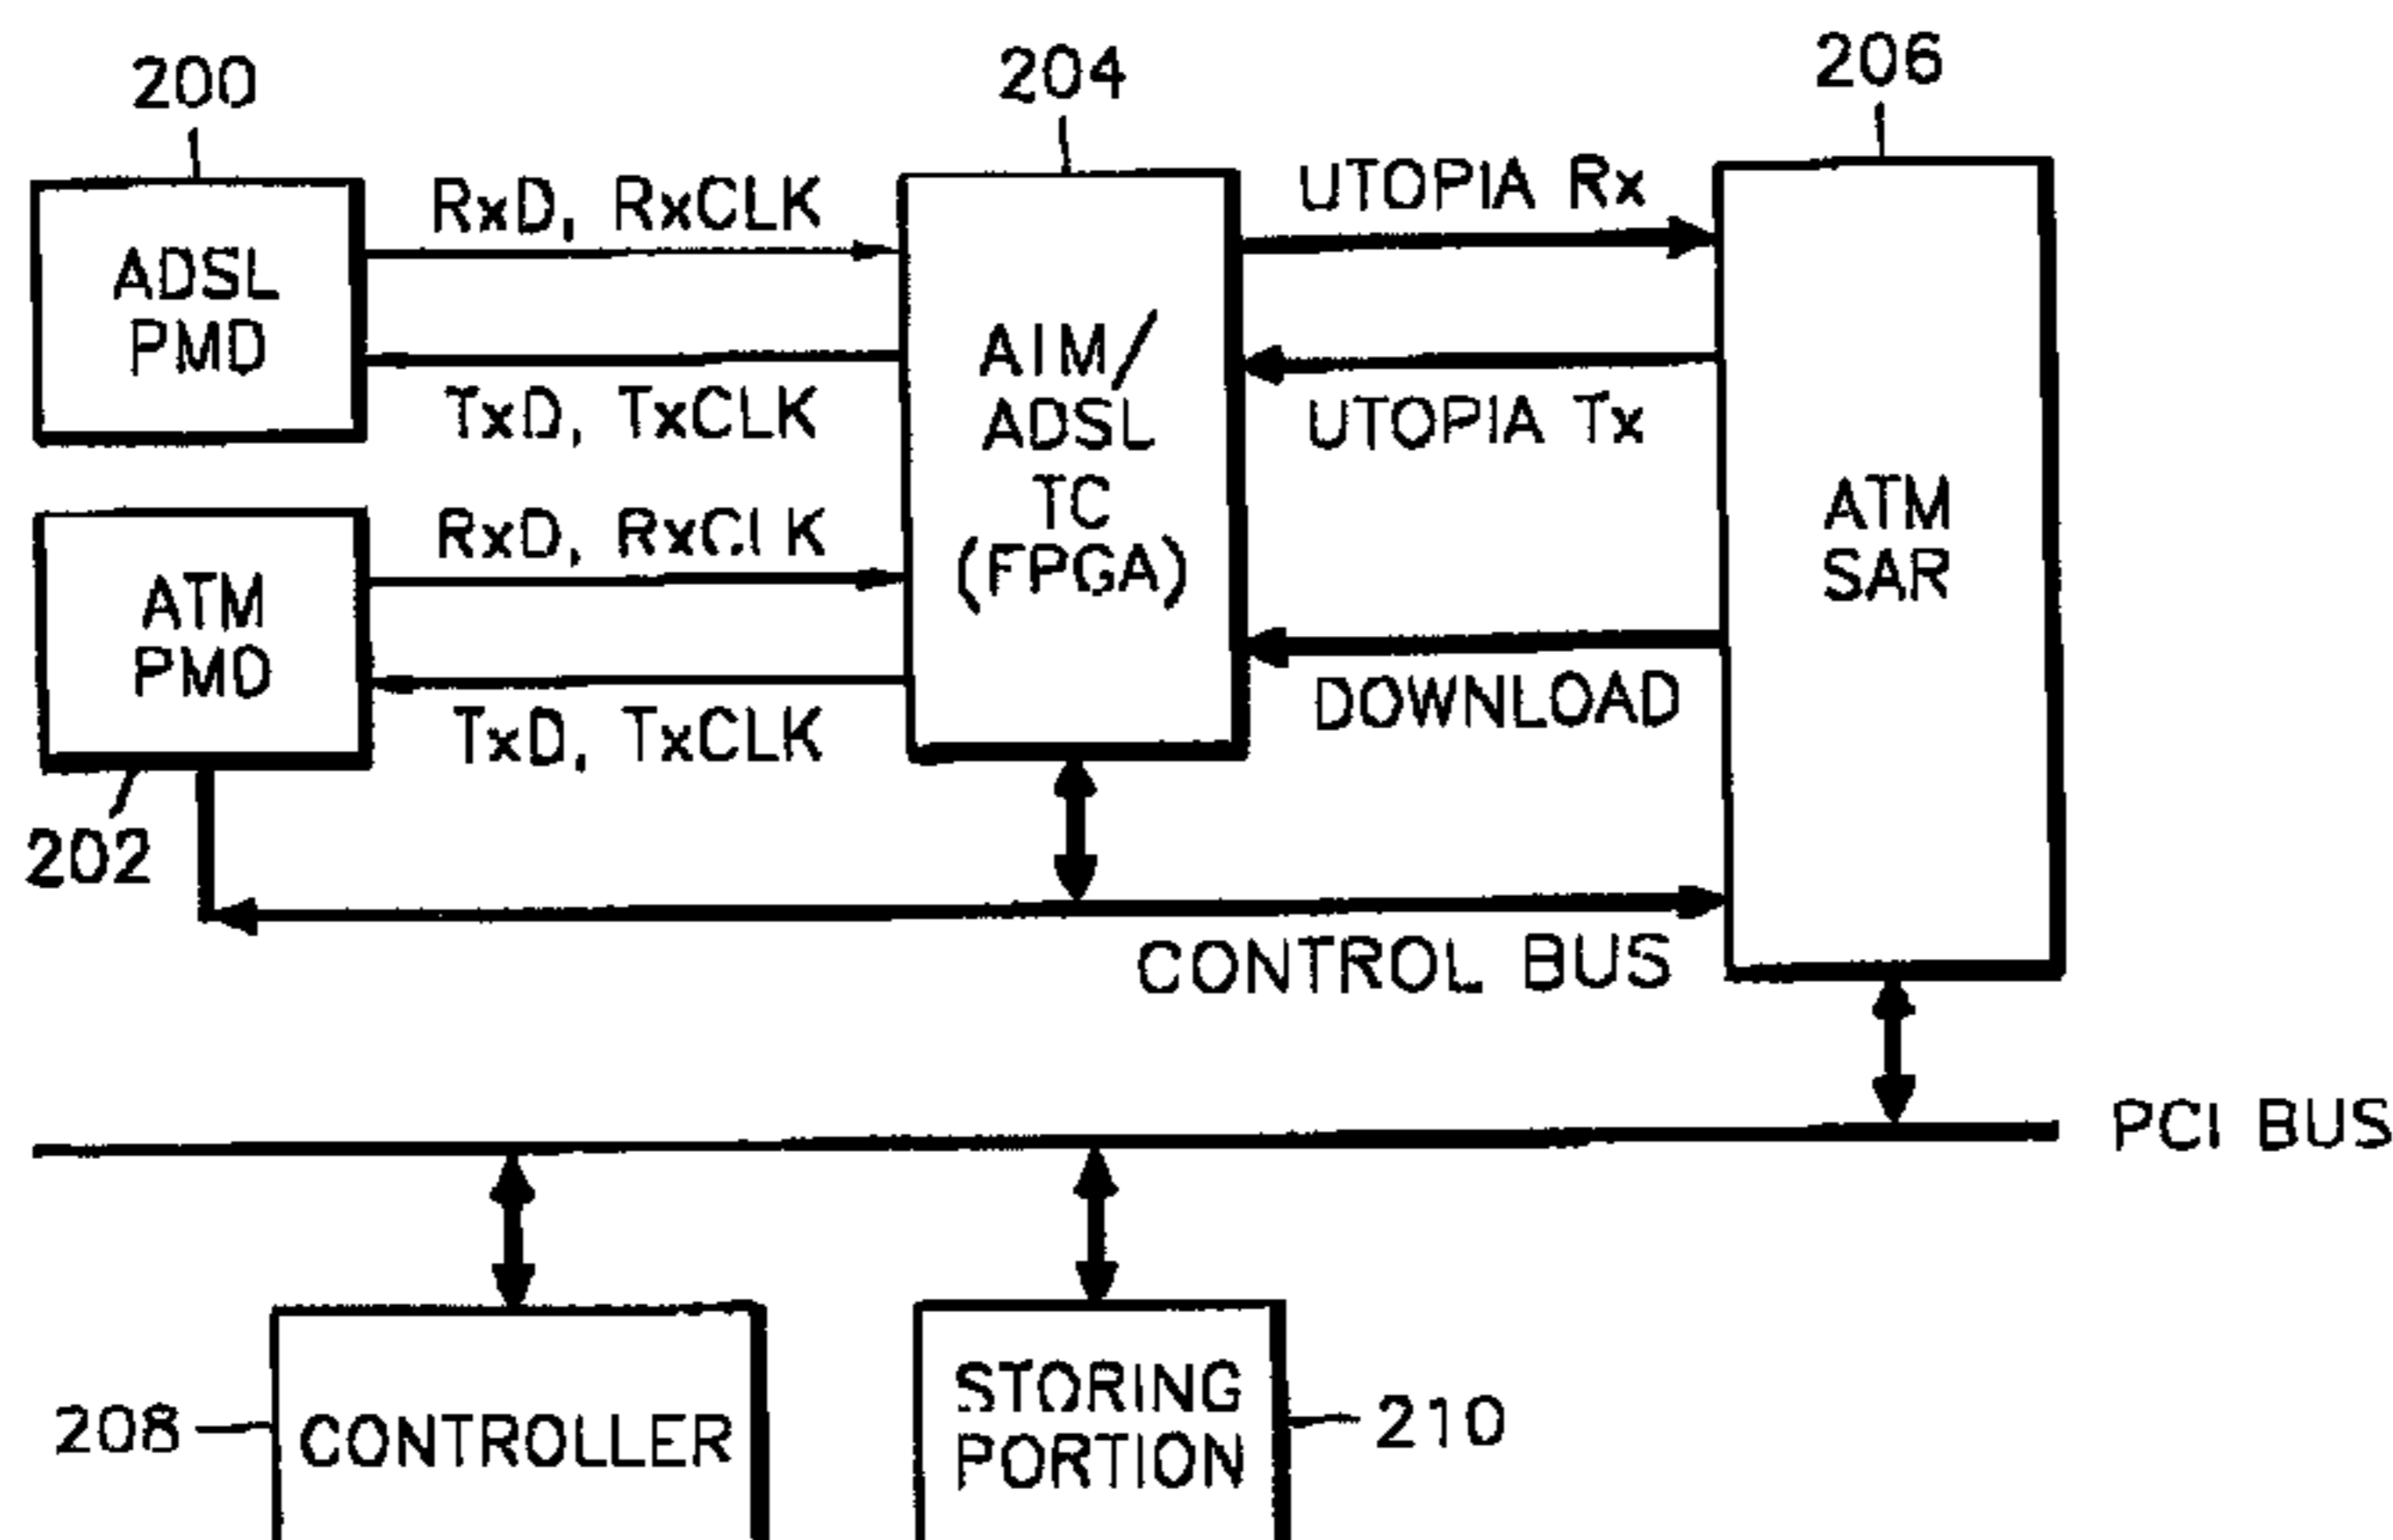 200
204
206
RxD, RxCLK
UTOPIA Rx
ADSL
PMD
AIM/
ADSL
TC
(FPGA)
TxD, TxCLK
UTOPIA Tx
ATM
SAR
RxD, RxCLK
ATM
PMD
DOWNLOAD
TxD, TxCLK
202
CONTROL BUS
PCI BUS
208
CONTROLLER
STORING
PORTION
210